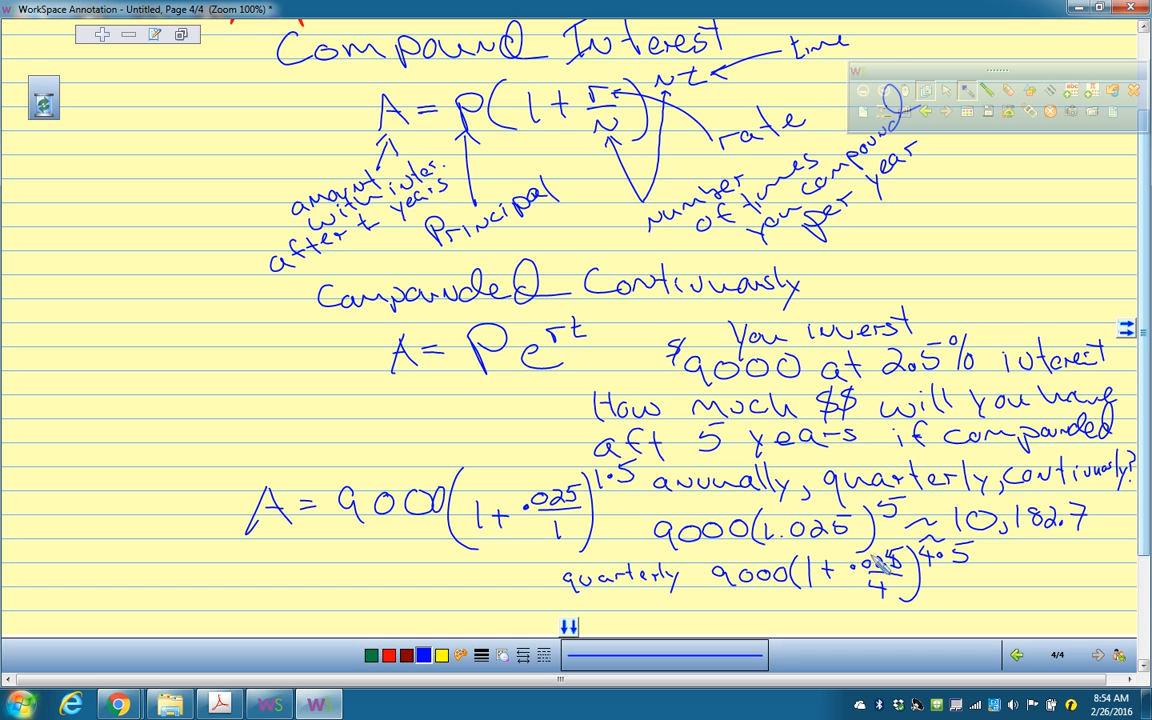 WorkSpace Annotation - Untitled, Page 4/4 (Zoom 100%) *
Compound Interest
A = P(1 + r/N)^Nt
time
rate
amount with inter. after t years
Principal
Number of times you compound per year
Compounded Continuously
A = Pe^rt
You inverst
$9000 at 2.5% interest
How much $$ will you have
aft 5 years if compounded
annually, quarterly, continuously?
A = 9000(1 + .025/1)^1.5
9000(1.025)^5 ≈ 10,182.7
quarterly 9000(1 + .025/4)^4.5 ≈
4/4
8:54 AM
2/26/2016